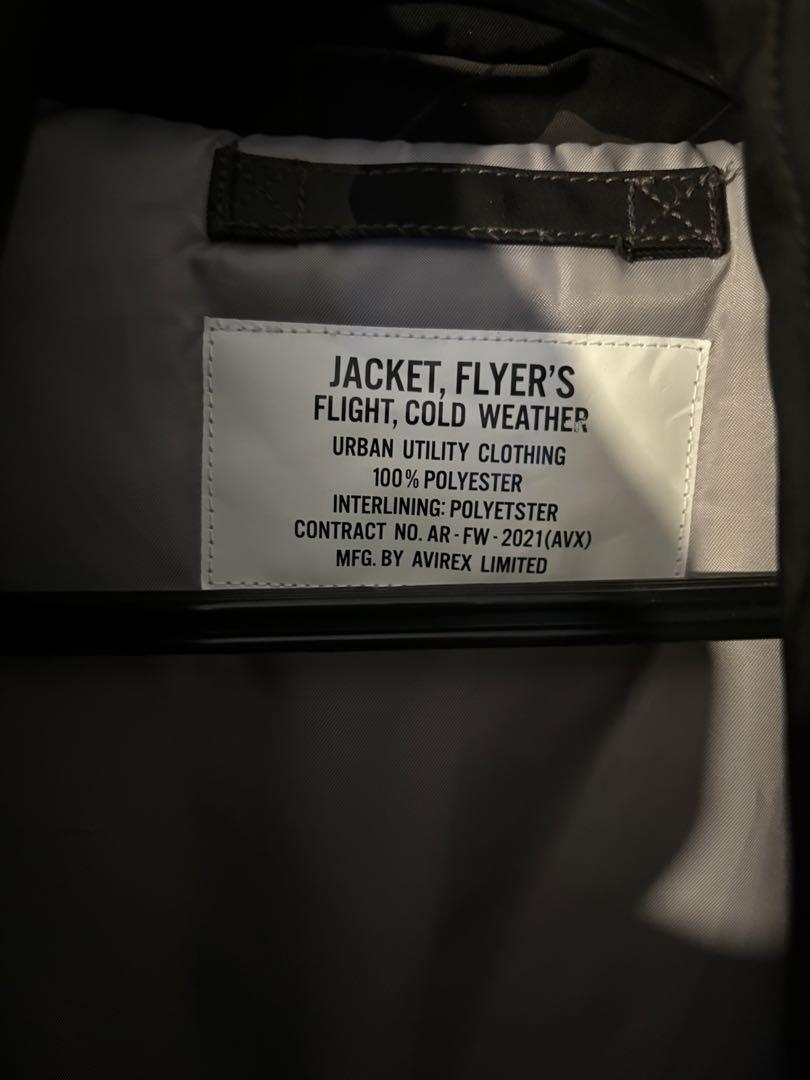 JACKET, FLYER'S
FLIGHT, COLD WEATHER
URBAN UTILITY CLOTHING
100% POLYESTER
INTERLINING: POLYETSTER
CONTRACT NO. AR-FW-2021(AVX)
MFG. BY AVIREX LIMITED